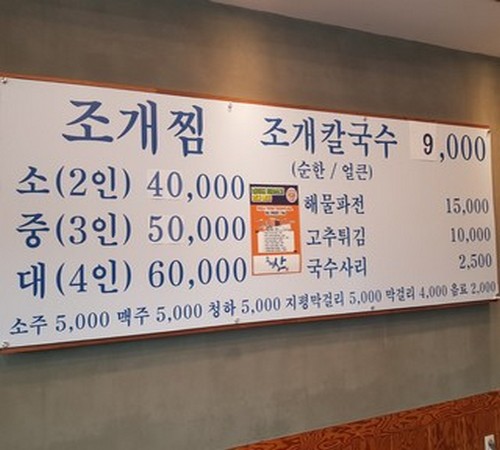 조개찜
소(2인) 40,000
중(3인) 50,000
대(4인) 60,000
조개칼국수 9,000
(순한 / 얼큰)
해물파전 15,000
고추튀김 10,000
국수사리 2,500
소주 5,000 맥주 5,000 청하 5,000 지평막걸리 5,000 막걸리 4,000 음료 2,000